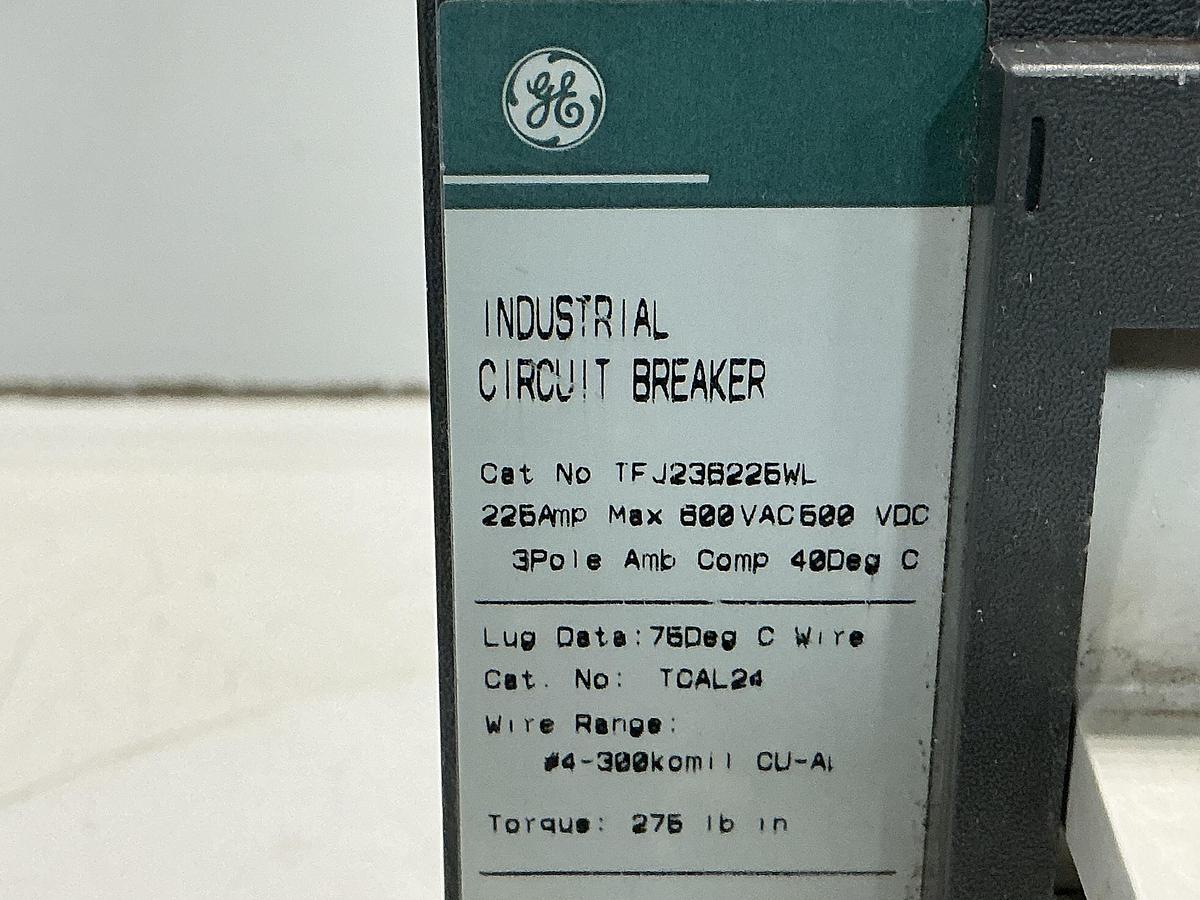 GE
INDUSTRIAL
CIRCUIT BREAKER
Cat No TFJ236225WL
225Amp Max 600VAC500 VDC
3Pole Amb Comp 40Deg C
Lug Data:75Deg C Wire
Cat. No: TCAL24
Wire Range:
#4-300kcmil CU-AL
Torque: 275 lb in